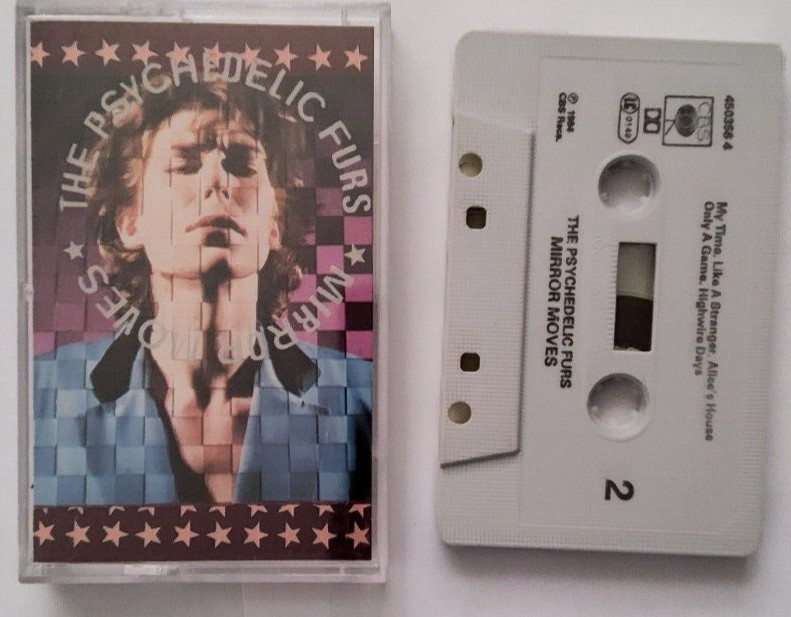 THE PSYCHEDELIC FURS
★ MIRROR MOVES ★
450356 4
CBS
0149
℗ 1984
CBS Recs.
My Time. Like A Stranger. Alice's House
Only A Game. Highwire Days
THE PSYCHEDELIC FURS
MIRROR MOVES
2